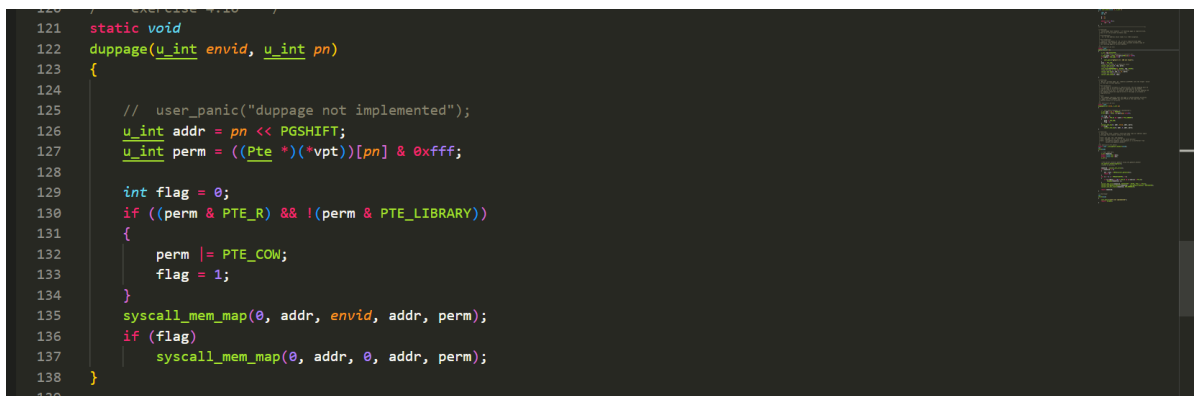 121 static void
122 duppage(u_int envid, u_int pn)
123 {
124
125 //  user_panic("duppage not implemented");
126 u_int addr = pn << PGSHIFT;
127 u_int perm = ((Pte *)(*vpt))[pn] & 0xfff;
128
129 int flag = 0;
130 if ((perm & PTE_R) && !(perm & PTE_LIBRARY))
131 {
132 perm |= PTE_COW;
133 flag = 1;
134 }
135 syscall_mem_map(0, addr, envid, addr, perm);
136 if (flag)
137 syscall_mem_map(0, addr, 0, addr, perm);
138 }